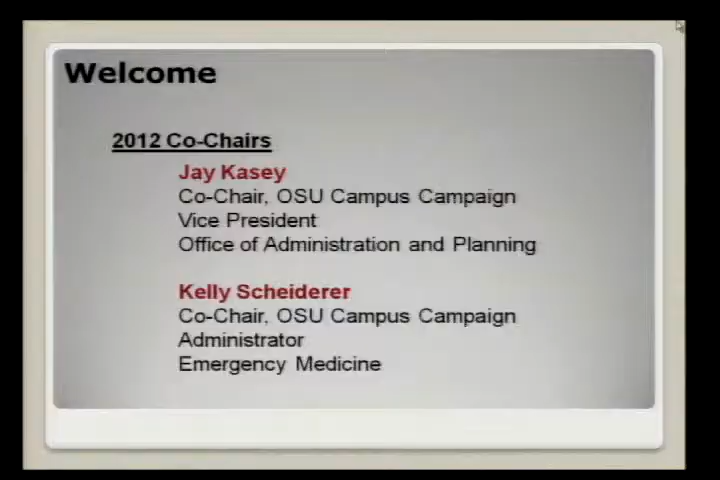 Welcome
2012 Co-Chairs
Jay Kasey
Co-Chair, OSU Campus Campaign
Vice President
Office of Administration and Planning
Kelly Scheiderer
Co-Chair, OSU Campus Campaign
Administrator
Emergency Medicine